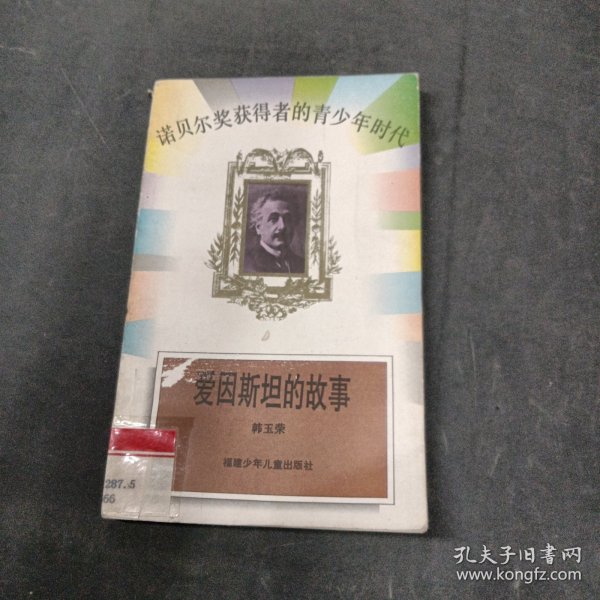 诺贝尔奖获得者的青少年时代
爱因斯坦的故事
韩玉荣
福建少年儿童出版社
287.5
66
孔夫子旧书网
www.kongfz.com